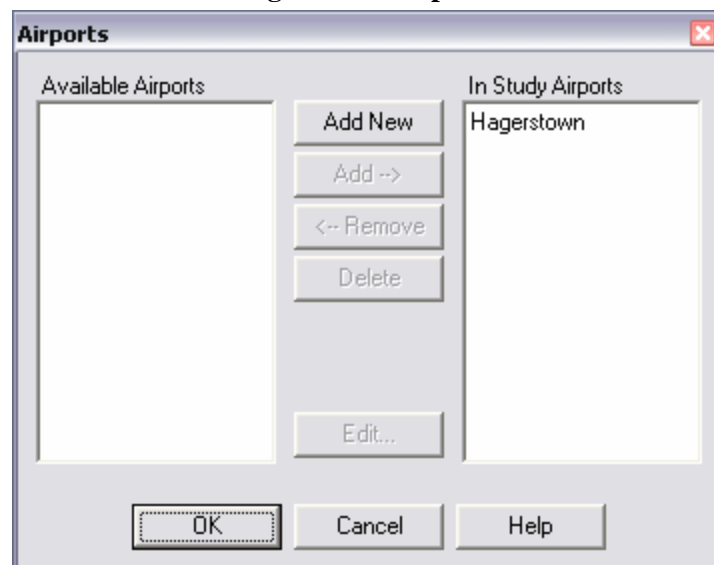 Airports
Available Airports
In Study Airports
Add New
Hagerstown
Add -->
<-- Remove
Delete
Edit...
OK
Cancel
Help